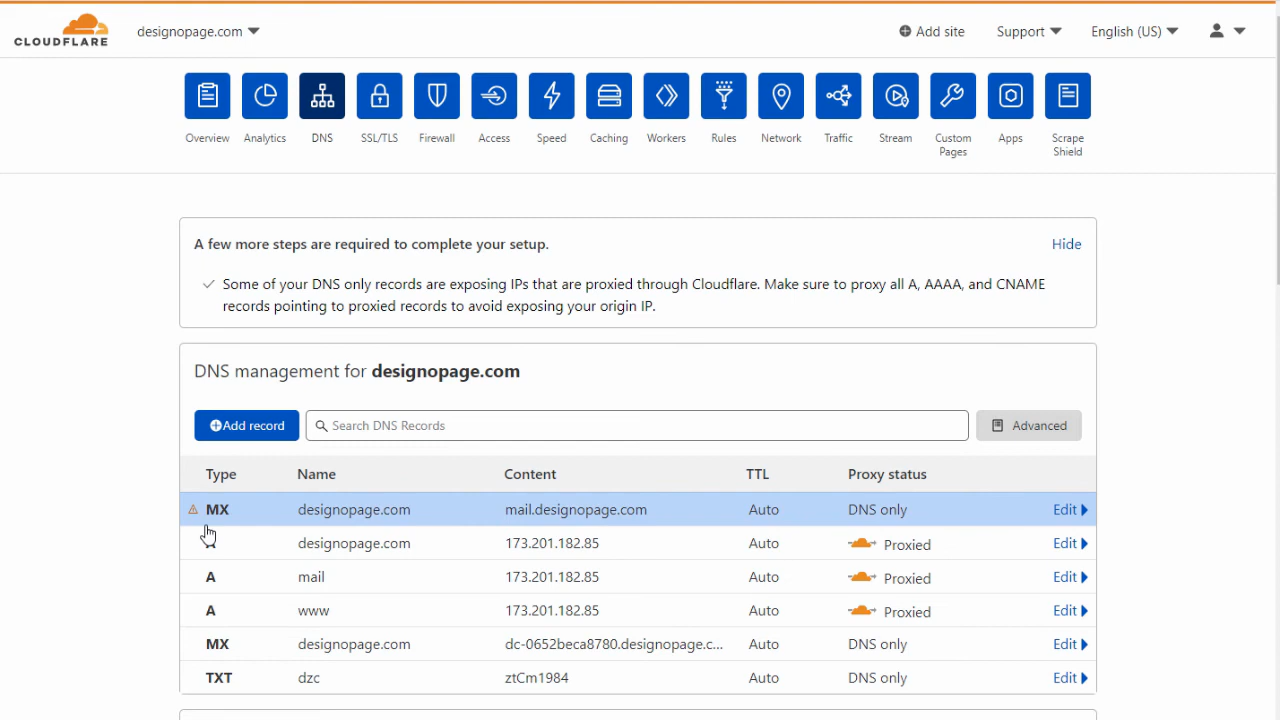 CLOUDFLARE
designopage.com
Add site
Support
English (US)
Overview
Analytics
DNS
SSL/TLS
Firewall
Access
Speed
Caching
Workers
Rules
Network
Traffic
Stream
Custom Pages
Apps
Scrape Shield
A few more steps are required to complete your setup.
Hide
Some of your DNS only records are exposing IPs that are proxied through Cloudflare. Make sure to proxy all A, AAAA, and CNAME
records pointing to proxied records to avoid exposing your origin IP.
DNS management for designopage.com
Add record
Search DNS Records
Advanced
Type Name Content TTL Proxy status
MX designopage.com mail.designopage.com Auto DNS only Edit
designopage.com 173.201.182.85 Auto Proxied Edit
A mail 173.201.182.85 Auto Proxied Edit
A www 173.201.182.85 Auto Proxied Edit
MX designopage.com dc-0652beca8780.designopage.c... Auto DNS only Edit
TXT dzc ztCm1984 Auto DNS only Edit